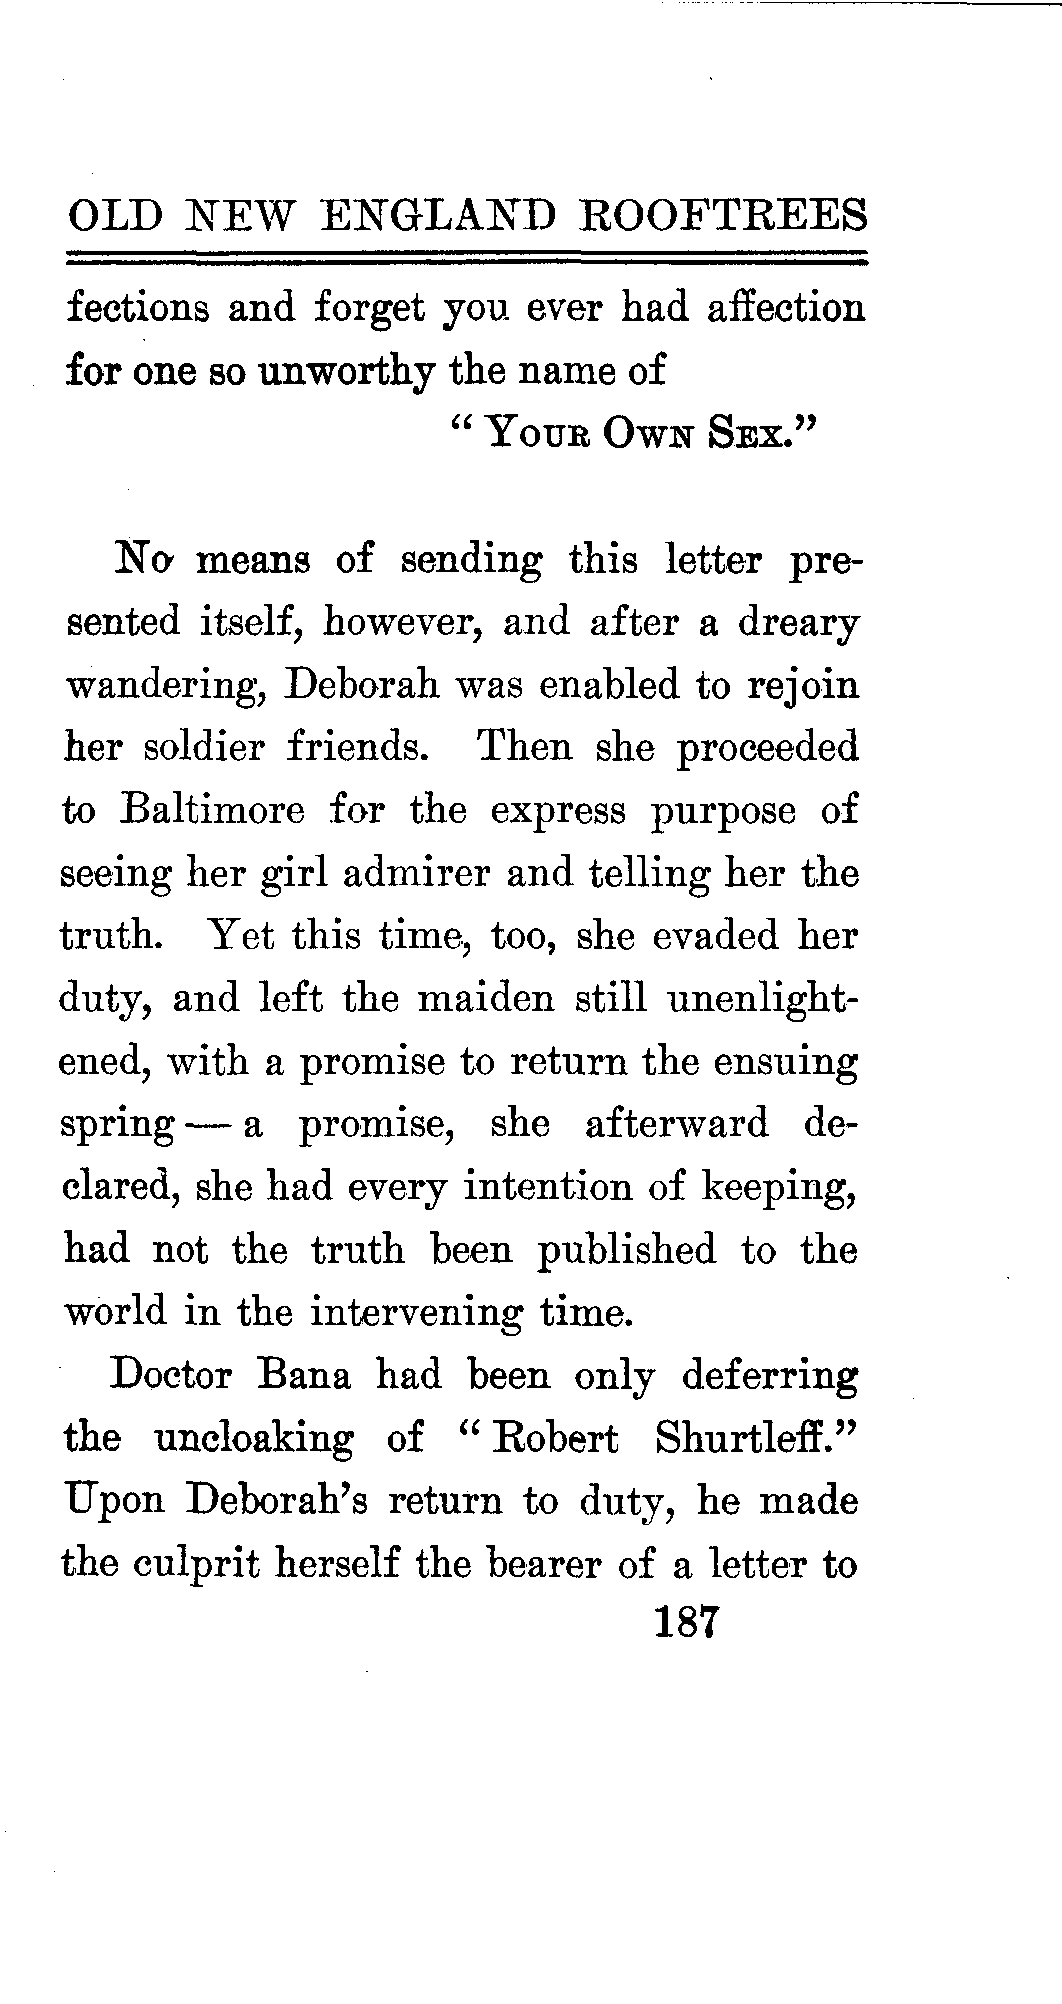 OLD NEW ENGLAND ROOFTREES
fections and forget you ever had affection
for one so unworthy the name of
“ Your Own Sex.”
No means of sending this letter pre-
sented itself, however, and after a dreary
wandering, Deborah was enabled to rejoin
her soldier friends. Then she proceeded
to Baltimore for the express purpose of
seeing her girl admirer and telling her the
truth. Yet this time, too, she evaded her
duty, and left the maiden still unenlight-
ened, with a promise to return the ensuing
spring — a promise, she afterward de-
clared, she had every intention of keeping,
had not the truth been published to the
world in the intervening time.
Doctor Bana had been only deferring
the uncloaking of “ Robert Shurtleff.”
Upon Deborah’s return to duty, he made
the culprit herself the bearer of a letter to
187